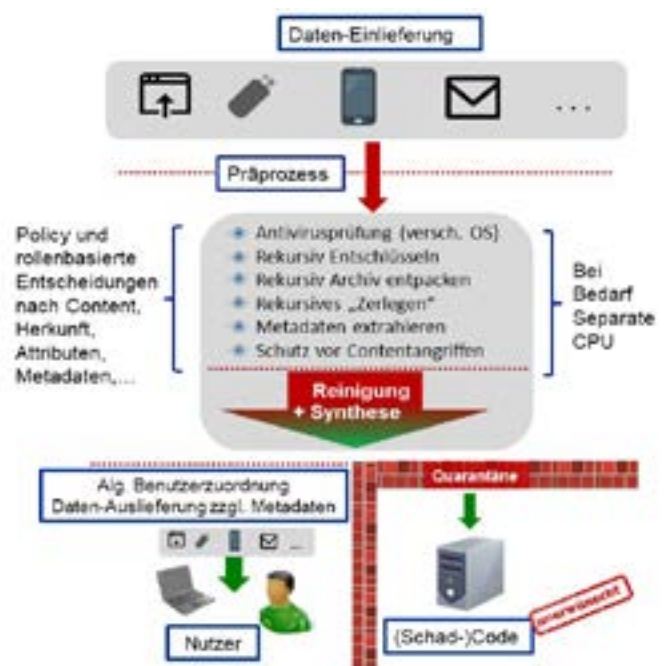 Daten-Einlieferung
...
Präprozess
Policy und
rollenbasierte
Entscheidungen
nach Content,
Herkunft,
Attributen,
Metadaten,...
Antivirusprüfung (versch. OS)
Rekursiv Entschlüsseln
Rekursiv Archiv entpacken
Rekursives „Zerlegen"
Metadaten extrahieren
Schutz vor Contentangriffen
Bei
Bedarf
Separate
CPU
Reinigung
+ Synthese
Alg. Benutzerzuordnung
Daten-Auslieferung zzgl. Metadaten
...
Nutzer
Quarantäne
(Schad-)Code
unerwünscht